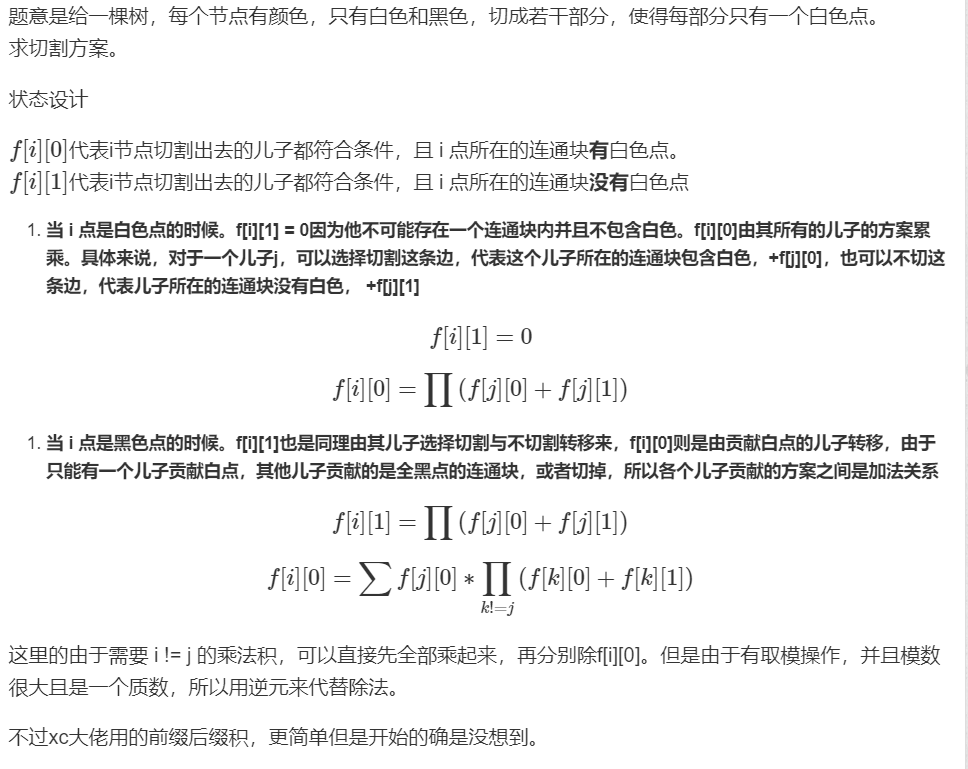 题意是给一棵树，每个节点有颜色，只有白色和黑色，切成若干部分，使得每部分只有一个白色点。
求切割方案。
状态设计
f[i][0]代表i节点切割出去的儿子都符合条件，且 i 点所在的连通块有白色点。
f[i][1]代表i节点切割出去的儿子都符合条件，且 i 点所在的连通块没有白色点
1. 当 i 点是白色点的时候。f[i][1] = 0因为他不可能存在一个连通块内并且不包含白色。f[i][0]由其所有的儿子的方案累
乘。具体来说，对于一个儿子j，可以选择切割这条边，代表这个儿子所在的连通块包含白色，+f[j][0]，也可以不切这
条边，代表儿子所在的连通块没有白色， +f[j][1]
f[i][1] = 0
f[i][0] = ∏ (f[j][0] + f[j][1])
1. 当 i 点是黑色点的时候。f[i][1]也是同理由其儿子选择切割与不切割转移来，f[i][0]则是由贡献白点的儿子转移，由于
只能有一个儿子贡献白点，其他儿子贡献的是全黑点的连通块，或者切掉，所以各个儿子贡献的方案之间是加法关系
f[i][1] = ∏ (f[j][0] + f[j][1])
f[i][0] = ∑ f[j][0] * ∏ (f[k][0] + f[k][1])
k!=j
这里的由于需要 i != j 的乘法积，可以直接先全部乘起来，再分别除f[i][0]。但是由于有取模操作，并且模数
很大且是一个质数，所以用逆元来代替除法。
不过xc大佬用的前缀后缀积，更简单但是开始的确是没想到。